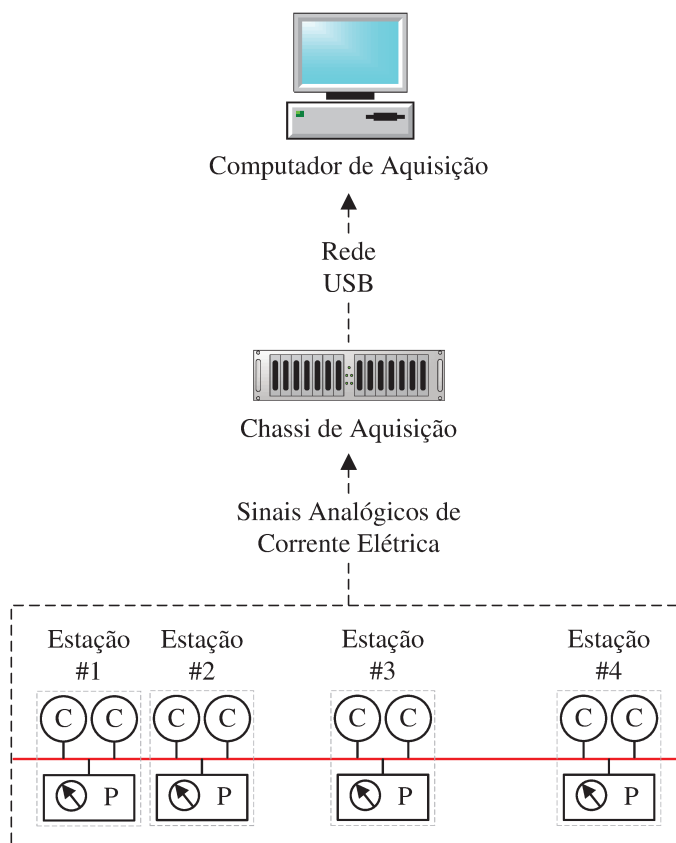 Computador de Aquisição
Rede
USB
Chassi de Aquisição
Sinais Analógicos de
Corrente Elétrica
Estação Estação Estação Estação
#1 #2 #3 #4
C C C C C C C C
P P P P